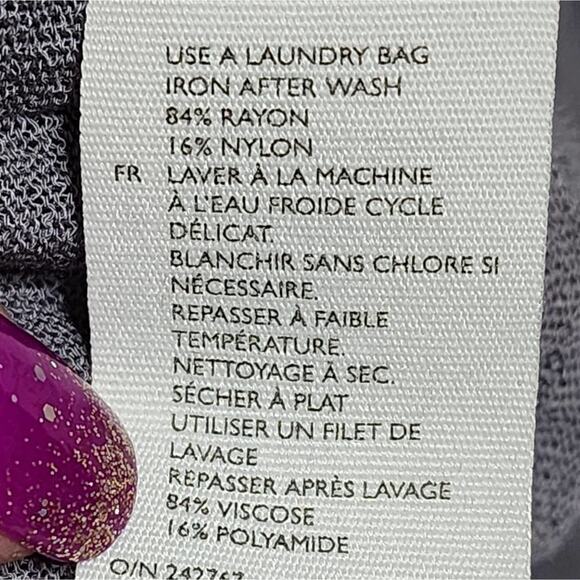 USE A LAUNDRY BAG
IRON AFTER WASH
84% RAYON
16% NYLON
FR LAVER À LA MACHINE
À L'EAU FROIDE CYCLE
DÉLICAT.
BLANCHIR SANS CHLORE SI
NÉCESSAIRE.
REPASSER À FAIBLE
TEMPÉRATURE.
NETTOYAGE À SEC.
SÉCHER À PLAT
UTILISER UN FILET DE
LAVAGE
REPASSER APRÈS LAVAGE
84% VISCOSE
16% POLYAMIDE
O/N 242767